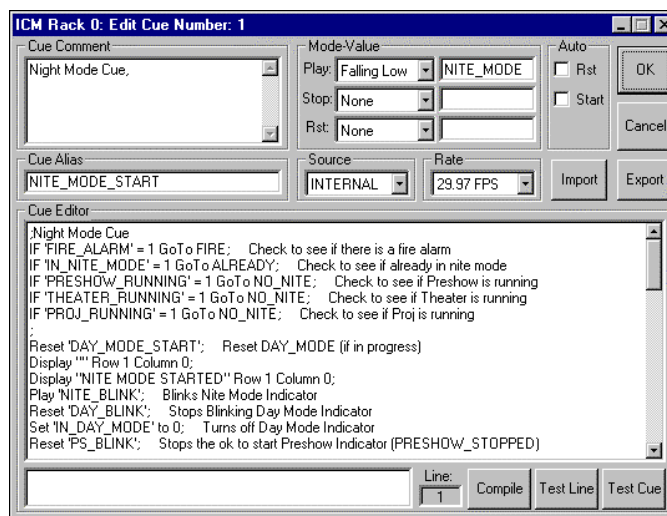 ICM Rack 0: Edit Cue Number: 1
Cue Comment
Night Mode Cue,
Mode-Value
Play: Falling Low NITE_MODE
Stop: None
Rst: None
Auto
Rst
Start
OK
Cancel
Cue Alias
NITE_MODE_START
Source
INTERNAL
Rate
29.97 FPS
Import
Export
Cue Editor
;Night Mode Cue
IF 'FIRE_ALARM' = 1 GoTo FIRE; Check to see if there is a fire alarm
IF 'IN_NITE_MODE' = 1 GoTo ALREADY; Check to see if already in nite mode
IF 'PRESHOW_RUNNING' = 1 GoTo NO_NITE; Check to see if Preshow is running
IF 'THEATER_RUNNING' = 1 GoTo NO_NITE; Check to see if Theater is running
IF 'PROJ_RUNNING' = 1 GoTo NO_NITE; Check to see if Proj is running
;
Reset 'DAY_MODE_START'; Reset DAY_MODE (if in progress)
Display "" Row 1 Column 0;
Display "NITE MODE STARTED" Row 1 Column 0;
Play 'NITE_BLINK'; Blinks Nite Mode Indicator
Reset 'DAY_BLINK'; Stops Blinking Day Mode Indicator
Set 'IN_DAY_MODE' to 0; Turns off Day Mode Indicator
Reset 'PS_BLINK'; Stops the ok to start Preshow Indicator (PRESHOW_STOPPED)
Line:
1
Compile
Test Line
Test Cue